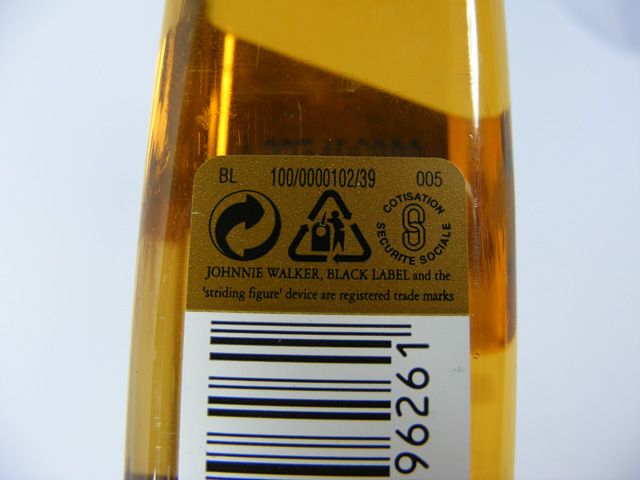 BL 100/0000102/39 005
COTISATION
SECURITE SOCIALE
JOHNNIE WALKER, BLACK LABEL and the
'striding figure' device are registered trade marks
96261